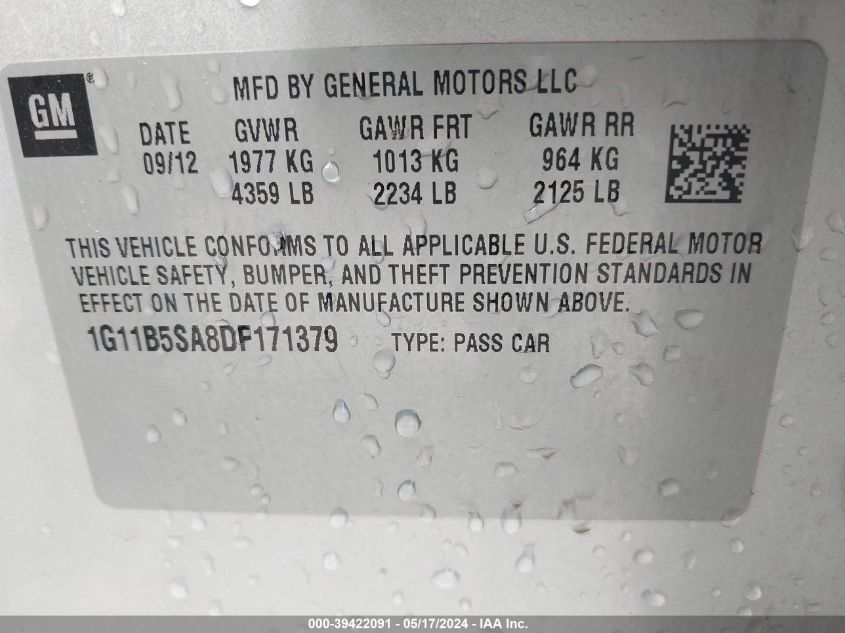 GM®
MFD BY GENERAL MOTORS LLC
DATE GVWR GAWR FRT GAWR RR
09/12 1977 KG 1013 KG 964 KG
4359 LB 2234 LB 2125 LB
THIS VEHICLE CONFORMS TO ALL APPLICABLE U.S. FEDERAL MOTOR
VEHICLE SAFETY, BUMPER, AND THEFT PREVENTION STANDARDS IN
EFFECT ON THE DATE OF MANUFACTURE SHOWN ABOVE.
1G11B5SA8DF171379 TYPE: PASS CAR
000-39422091 - 05/17/2024 - IAA Inc.